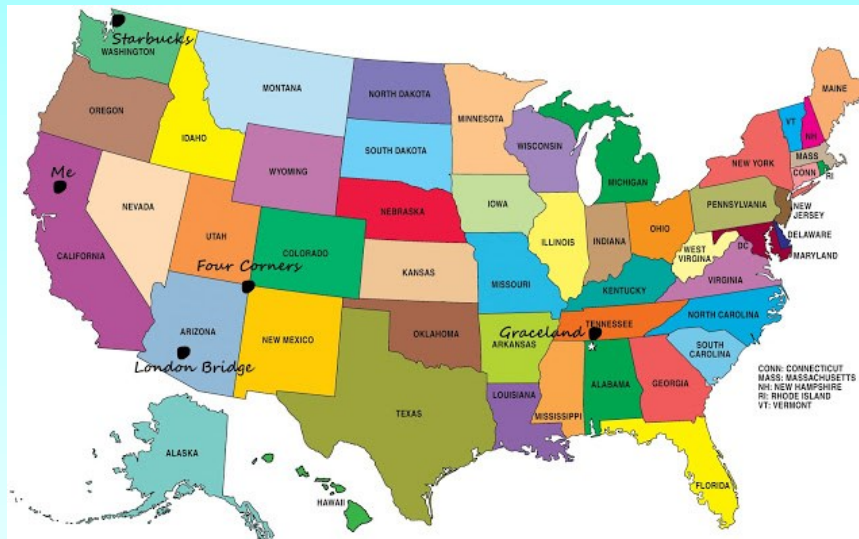 Starbucks
WASHINGTON
MONTANA
NORTH DAKOTA
MINNESOTA
MAINE
OREGON
IDAHO
WISCONSIN
VT
NH
SOUTH DAKOTA
MICHIGAN
NEW YORK
MASS
Me
WYOMING
CONN
RI
NEVADA
NEBRASKA
IOWA
PENNSYLVANIA
NEW
JERSEY
UTAH
ILLINOIS
INDIANA
OHIO
DELAWARE
CALIFORNIA
COLORADO
WEST
VIRGINA
DC
MARYLAND
Four Corners
KANSAS
MISSOURI
KENTUCKY
VIRGINIA
ARIZONA
NEW MEXICO
OKLAHOMA
Graceland
TENNESSEE
NORTH CAROLINA
London Bridge
ARKANSAS
SOUTH
CAROLINA
CONN: CONNECTICUT
MASS: MASSACHUSETTS
NH: NEW HAMPSHIRE
RI: RHODE ISLAND
VT: VERMONT
LOUISIANA
ALABAMA
GEORGIA
TEXAS
MISSISSIPPI
ALASKA
FLORIDA
HAWAII